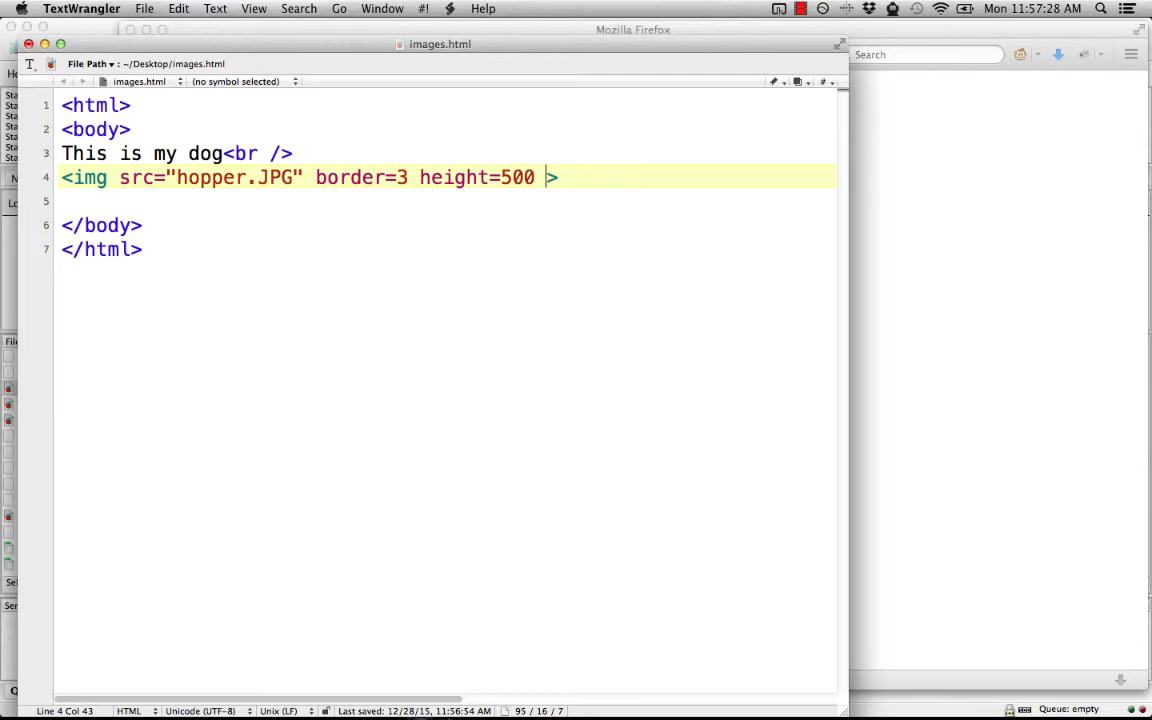 TextWrangler File Edit Text View Search Go Window #! Help Mon 11:57:28 AM
Mozilla Firefox
images.html
Search
File Path : ~/Desktop/images.html
images.html (no symbol selected) #
1 <html>
2 <body>
3 This is my dog<br />
4 <img src="hopper.JPG" border=3 height=500 >
5
6 </body>
7 </html>
Line 4 Col 43 HTML Unicode (UTF-8) Unix (LF) Last saved: 12/28/15, 11:56:54 AM 95 / 16 / 7
Queue: empty